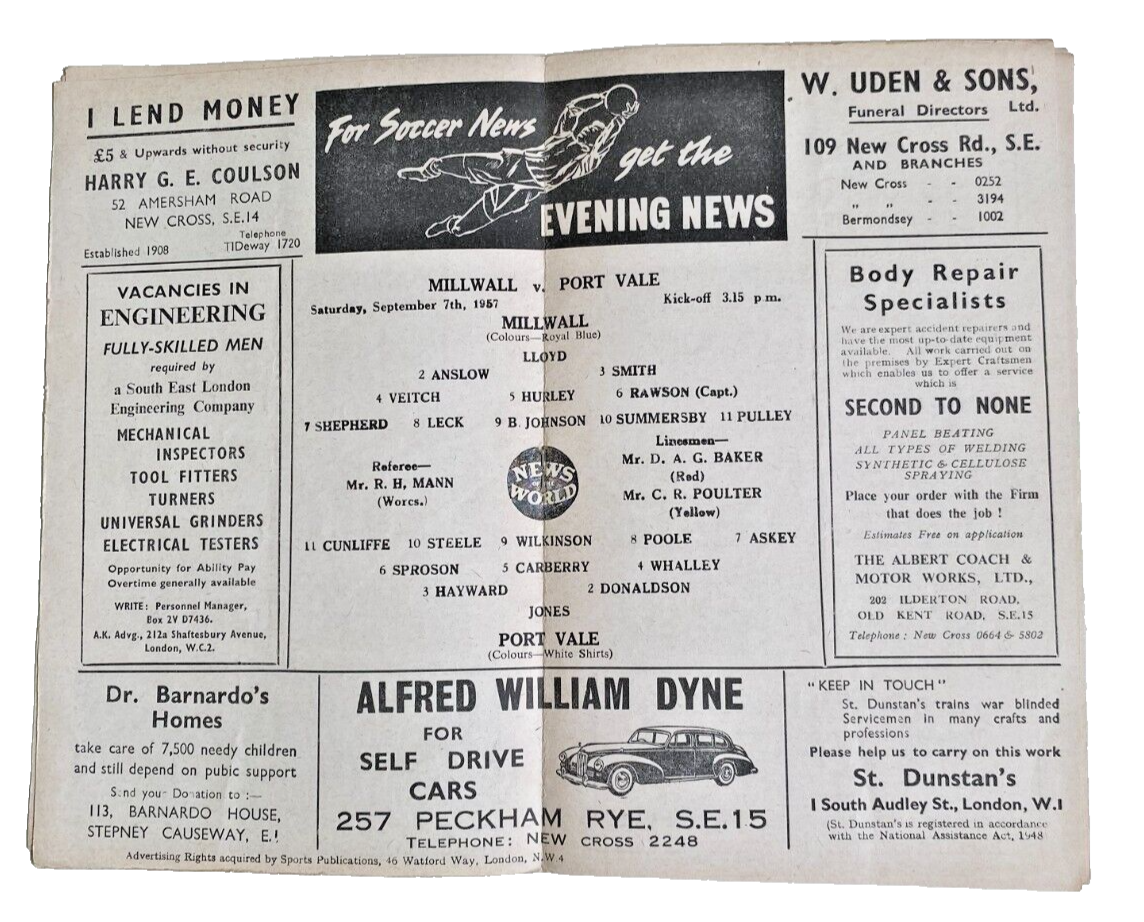 I LEND MONEY
£5 & Upwards without security
HARRY G. E. COULSON
52 AMERSHAM ROAD
NEW CROSS, S.E.14
Telephone
Established 1908 TIDeway 1720
For Soccer News
get the
EVENING NEWS
W. UDEN & SONS,
Funeral Directors Ltd.
109 New Cross Rd., S.E.
AND BRANCHES
New Cross - - 0252
„ „ - - 3194
Bermondsey - - 1002
VACANCIES IN
ENGINEERING
FULLY-SKILLED MEN
required by
a South East London
Engineering Company
MECHANICAL
INSPECTORS
TOOL FITTERS
TURNERS
UNIVERSAL GRINDERS
ELECTRICAL TESTERS
Opportunity for Ability Pay
Overtime generally available
WRITE: Personnel Manager,
Box 2V D7436.
A.K. Advg., 212a Shaftesbury Avenue,
London, W.C.2.
MILLWALL v. PORT VALE
Saturday, September 7th, 1957 Kick-off 3.15 p.m.
MILLWALL
(Colours—Royal Blue)
LLOYD
2 ANSLOW 3 SMITH
4 VEITCH 5 HURLEY 6 RAWSON (Capt.)
7 SHEPHERD 8 LECK 9 B. JOHNSON 10 SUMMERSBY 11 PULLEY
Referee—
Mr. R. H, MANN
(Worcs.)
NEWS
OF THE
WORLD
Linesmen—
Mr. D. A. G. BAKER
(Red)
Mr. C. R. POULTER
(Yellow)
11 CUNLIFFE 10 STEELE 9 WILKINSON 8 POOLE 7 ASKEY
6 SPROSON 5 CARBERRY 4 WHALLEY
3 HAYWARD 2 DONALDSON
JONES
PORT VALE
(Colours—White Shirts)
Body Repair
Specialists
We are expert accident repairers and
have the most up-to-date equipment
available. All work carried out on
the premises by Expert Craftsmen
which enables us to offer a service
which is
SECOND TO NONE
PANEL BEATING
ALL TYPES OF WELDING
SYNTHETIC & CELLULOSE
SPRAYING
Place your order with the Firm
that does the job !
Estimates Free on application
THE ALBERT COACH &
MOTOR WORKS, LTD.,
202 ILDERTON ROAD,
OLD KENT ROAD, S.E.15
Telephone : New Cross 0664 & 5802
Dr. Barnardo's
Homes
take care of 7,500 needy children
and still depend on pubic support
Send your Donation to :—
113, BARNARDO HOUSE,
STEPNEY CAUSEWAY, E.1
ALFRED WILLIAM DYNE
FOR
SELF DRIVE
CARS
257 PECKHAM RYE, S.E.15
TELEPHONE: NEW CROSS 2248
"KEEP IN TOUCH"
St. Dunstan's trains war blinded
Servicemen in many crafts and
professions
Please help us to carry on this work
St. Dunstan's
1 South Audley St., London, W.1
(St. Dunstan's is registered in accordance
with the National Assistance Act, 1948
Advertising Rights acquired by Sports Publications, 46 Watford Way, London, N.W 4